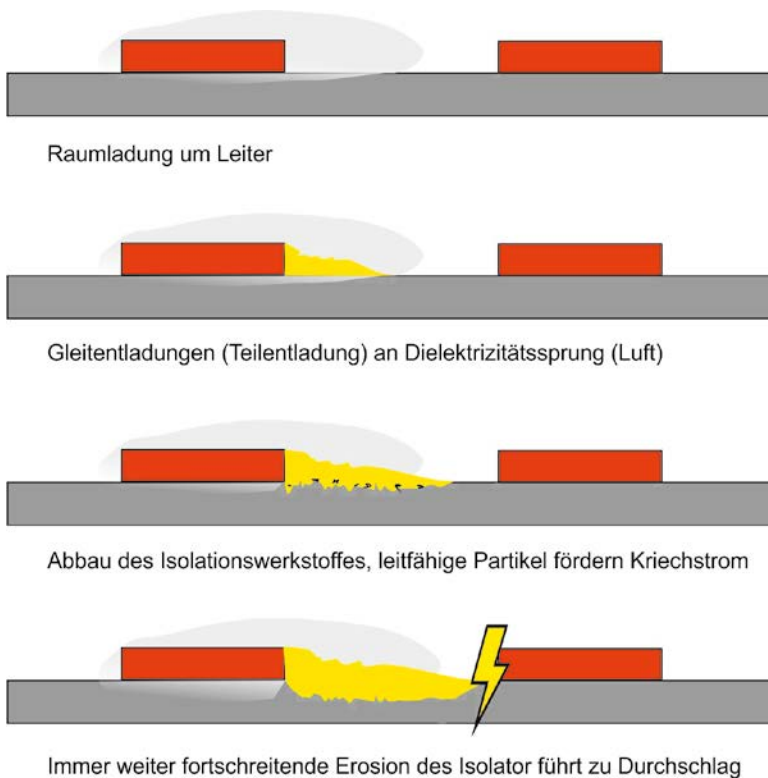 Raumladung um Leiter
Gleitentladungen (Teilentladung) an Dielektrizitätssprung (Luft)
Abbau des Isolationswerkstoffes, leitfähige Partikel fördern Kriechstrom
Immer weiter fortschreitende Erosion des Isolator führt zu Durchschlag